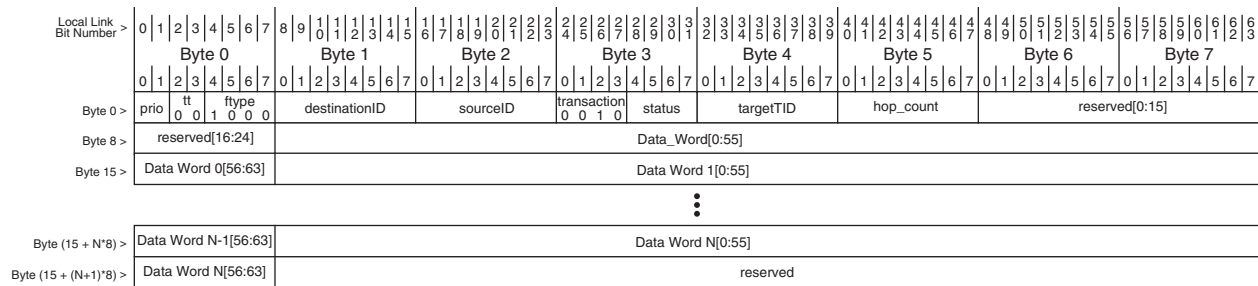 Local Link
Bit Number > 0 1 2 3 4 5 6 7 8 9 10 11 12 13 14 15 16 17 18 19 20 21 22 23 24 25 26 27 28 29 30 31 32 33 34 35 36 37 38 39 40 41 42 43 44 45 46 47 48 49 50 51 52 53 54 55 56 57 58 59 60 61 62 63
Byte 0 Byte 1 Byte 2 Byte 3 Byte 4 Byte 5 Byte 6 Byte 7
0 1 2 3 4 5 6 7 0 1 2 3 4 5 6 7 0 1 2 3 4 5 6 7 0 1 2 3 4 5 6 7 0 1 2 3 4 5 6 7 0 1 2 3 4 5 6 7 0 1 2 3 4 5 6 7 0 1 2 3 4 5 6 7
Byte 0 > prio tt 0 0 ftype 1 0 0 0 destinationID sourceID transaction 0 0 1 0 status targetTID hop_count reserved[0:15]
Byte 8 > reserved[16:24] Data_Word[0:55]
Byte 15 > Data Word 0[56:63] Data Word 1[0:55]
Byte (15 + N*8) > Data Word N-1[56:63] Data Word N[0:55]
Byte (15 + (N+1)*8) > Data Word N[56:63] reserved